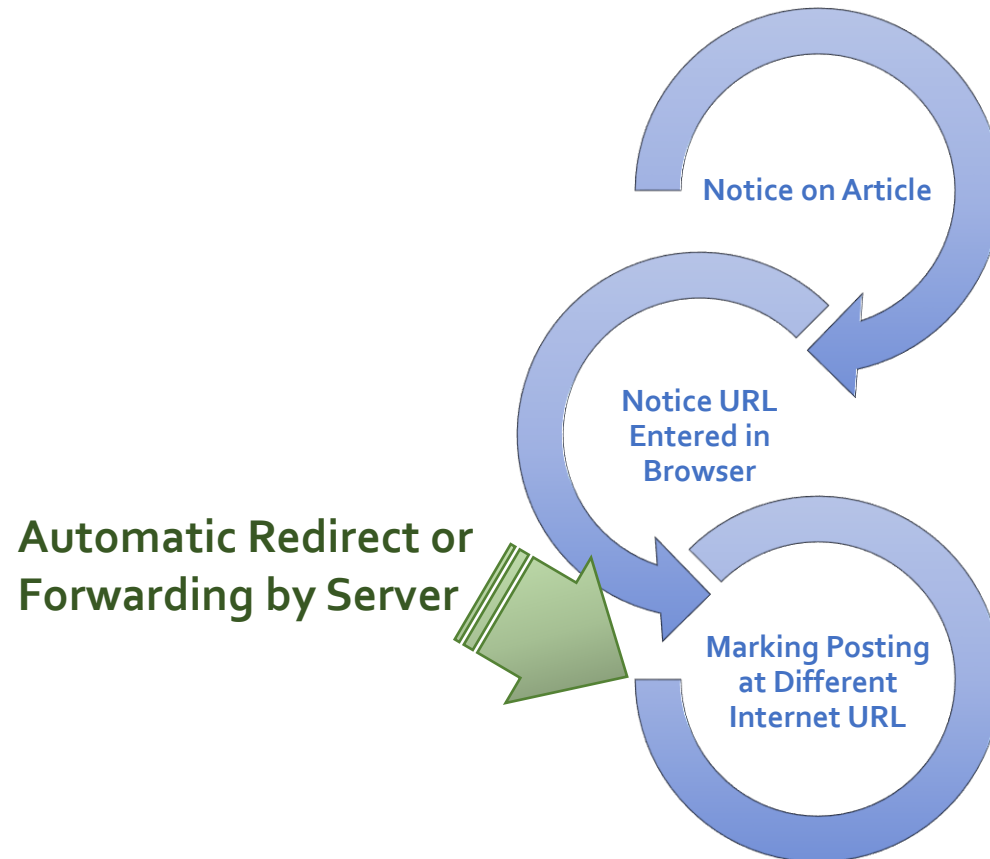 Notice on Article
Notice URL
Entered in
Browser
Automatic Redirect or
Forwarding by Server
Marking Posting
at Different
Internet URL